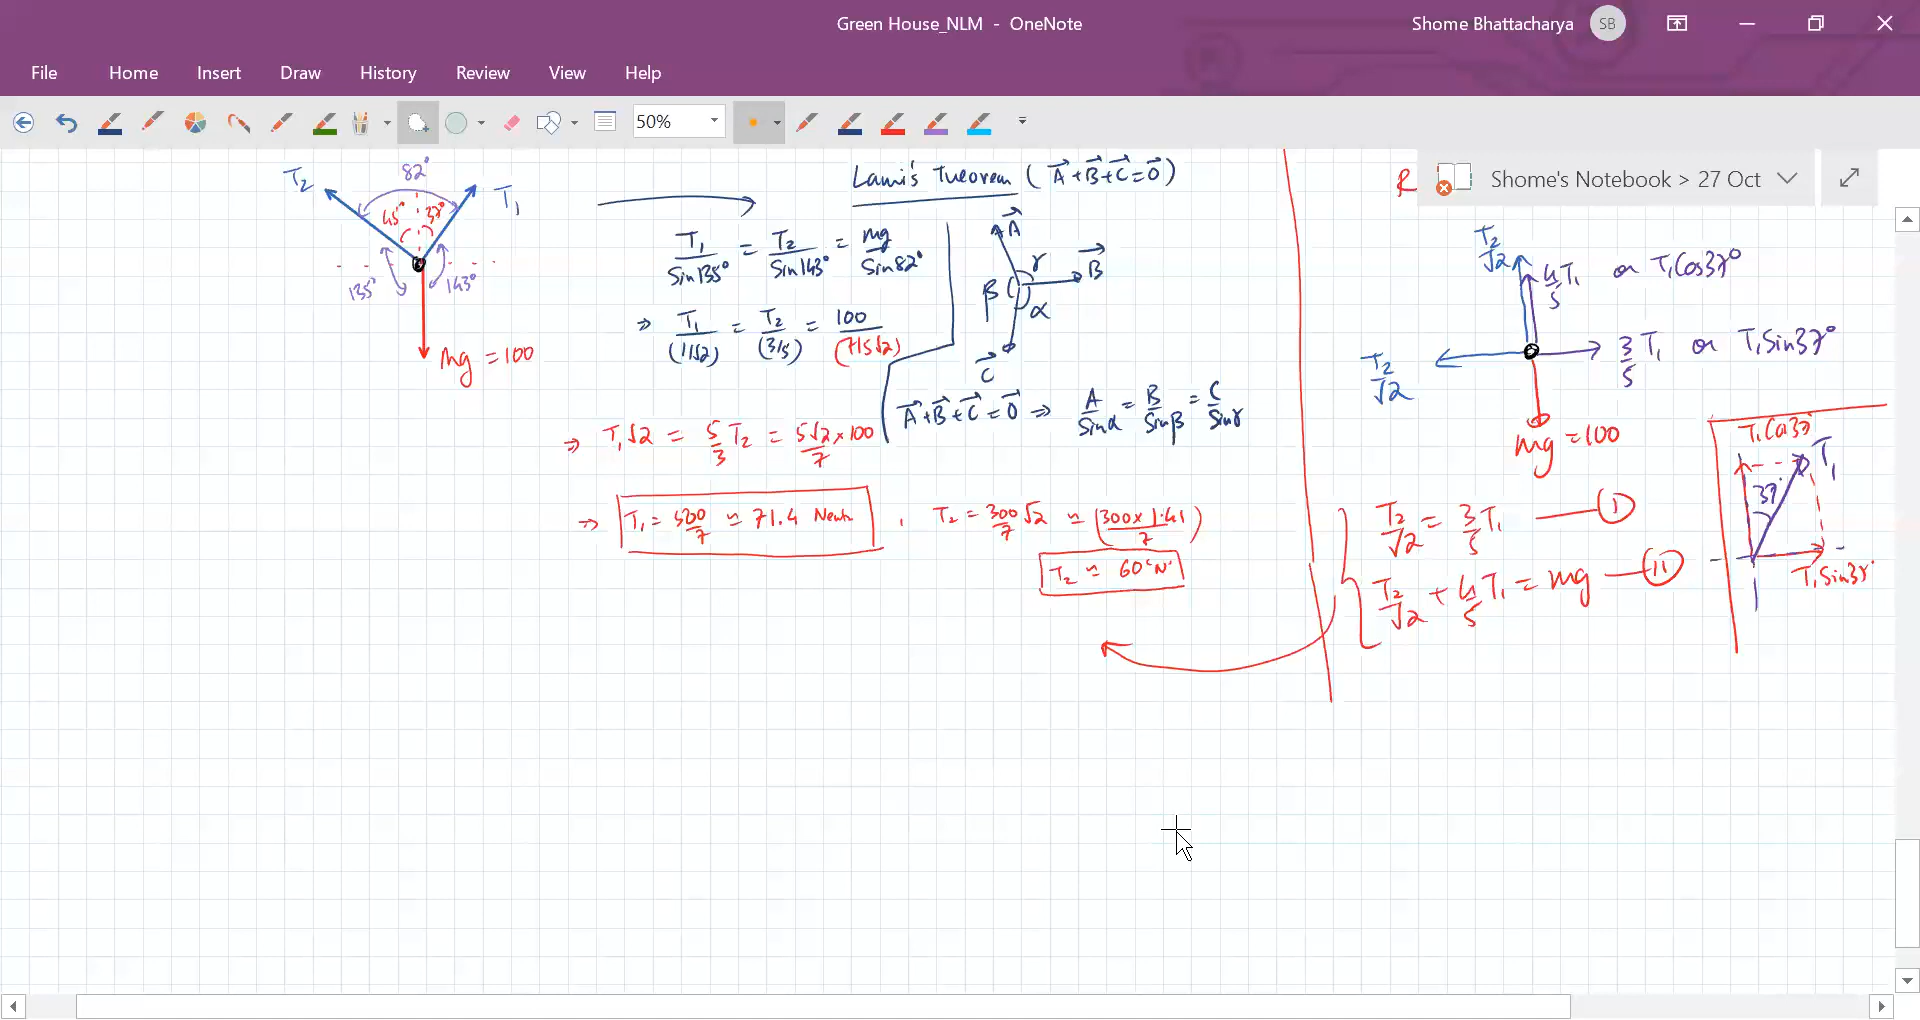 Green House_NLM - OneNote
Shome Bhattacharya SB
File Home Insert Draw History Review View Help
50%
Shome's Notebook > 27 Oct
T₂ 82° T₁
45° 37°
135° 143°
mg = 100
Lami's Theorem (A⃗+B⃗+C⃗=0⃗)
T₁/Sin135° = T₂/Sin143° = mg/Sin82°
⇒ T₁/(1/√2) = T₂/(3/5) = 100/(7/5√2)
A⃗
γ B⃗
β α
C⃗
A⃗+B⃗+C⃗=0⃗ ⇒ A/Sinα = B/Sinβ = C/Sinγ
⇒ T₁√2 = 5/3 T₂ = 5√2×100/7
⇒ T₁ = 500/7 ≃ 71.4 Newtn , T₂ = 300/7 √2 ≃ (300×1.41/7)
T₂ ≃ 60 'N'
R
T₂/√2 4/5 T₁ or T₁Cos37°
T₂/√2 3/5 T₁ or T₁Sin37°
mg = 100
T₂/√2 = 3/5 T₁ — (I)
T₂/√2 + 4/5 T₁ = mg — (II)
T₁Cos37° T₁
37°
T₁Sin37°